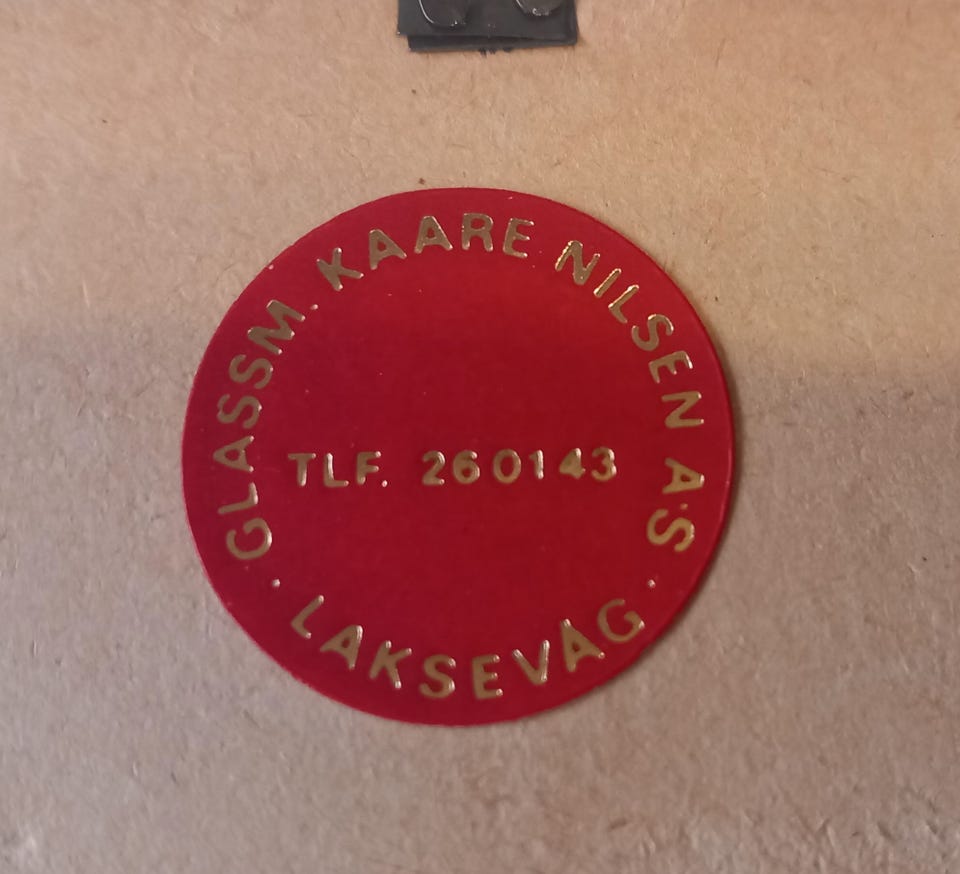 GLASSM. KAARE NILSEN A.S
TLF. 260143
· LAKSEVÅG ·